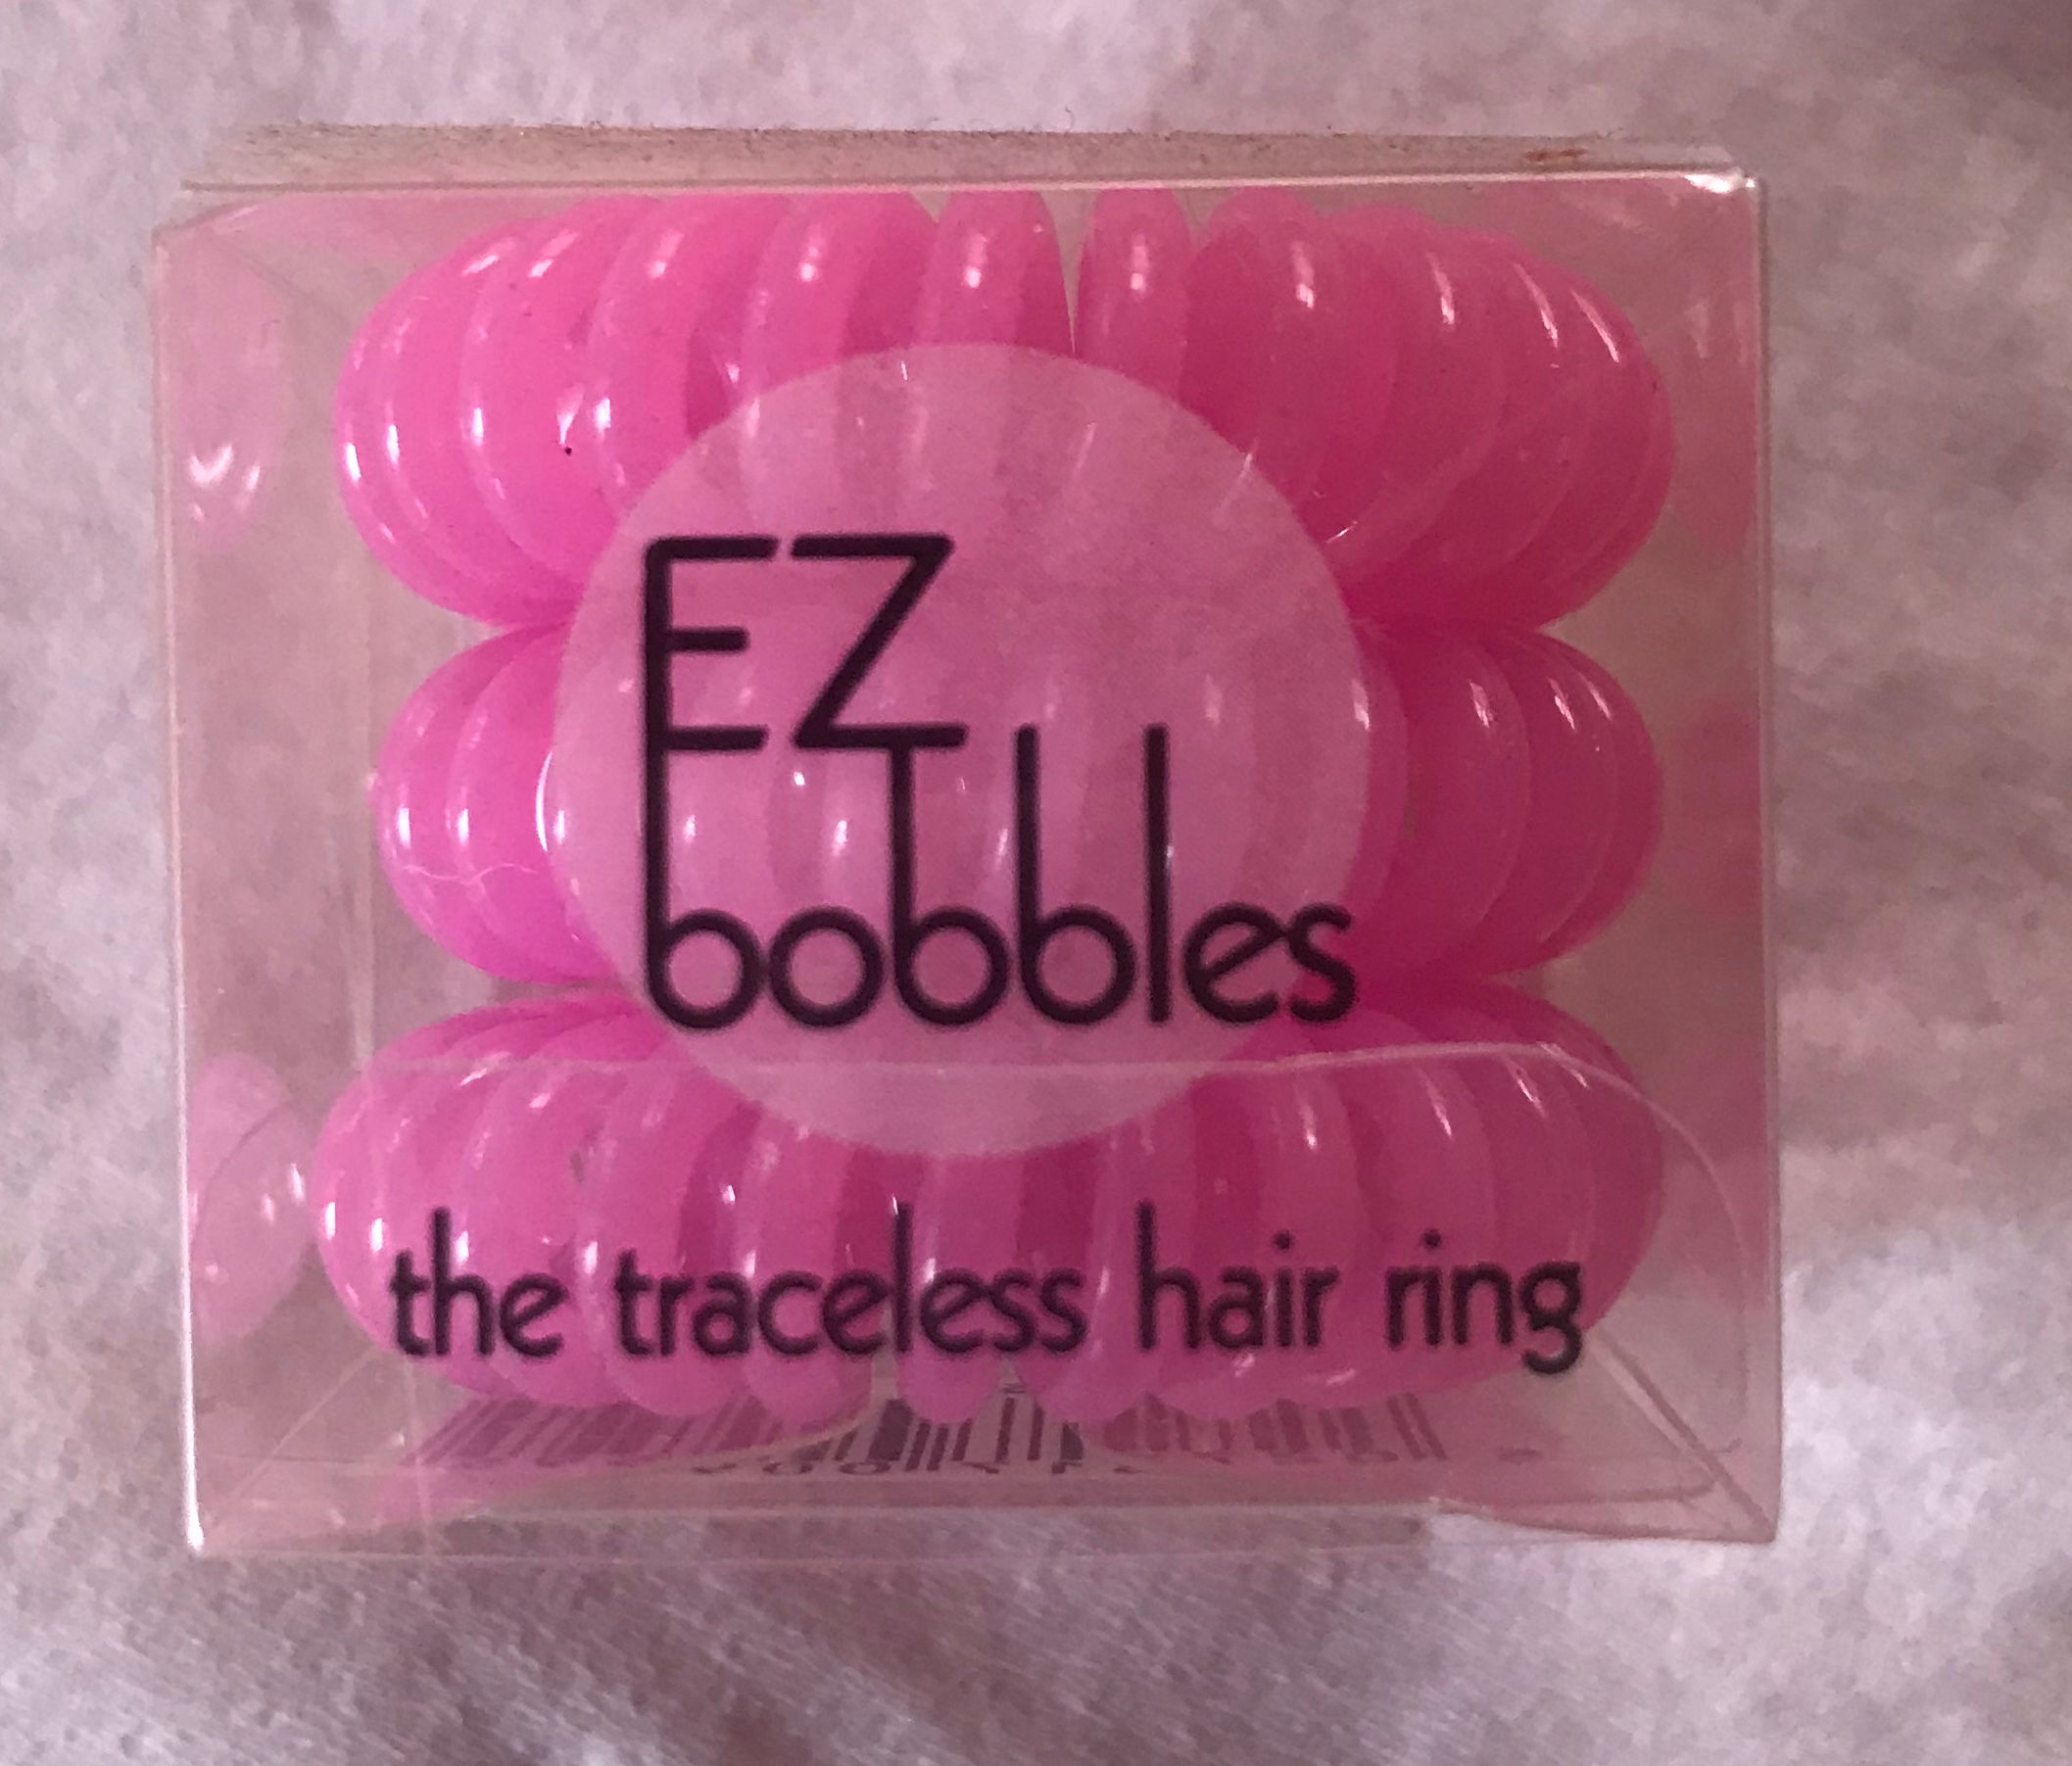 EZ
bobbles
the traceless hair ring